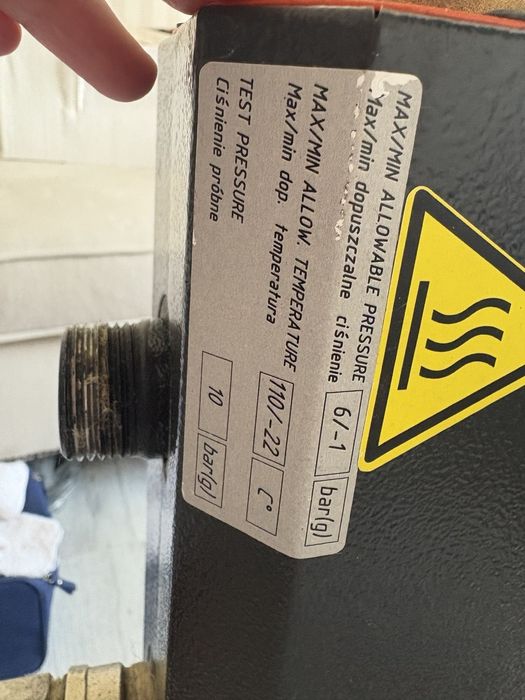 MAX/MIN ALLOWABLE PRESSURE 6/-1 bar(g)
Max/min dopuszczalne ciśnienie
MAX/MIN ALLOW. TEMPERATURE 110/-22 C°
Max/min dop. temperatura
TEST PRESSURE 10 bar(g)
Ciśnienie próbne